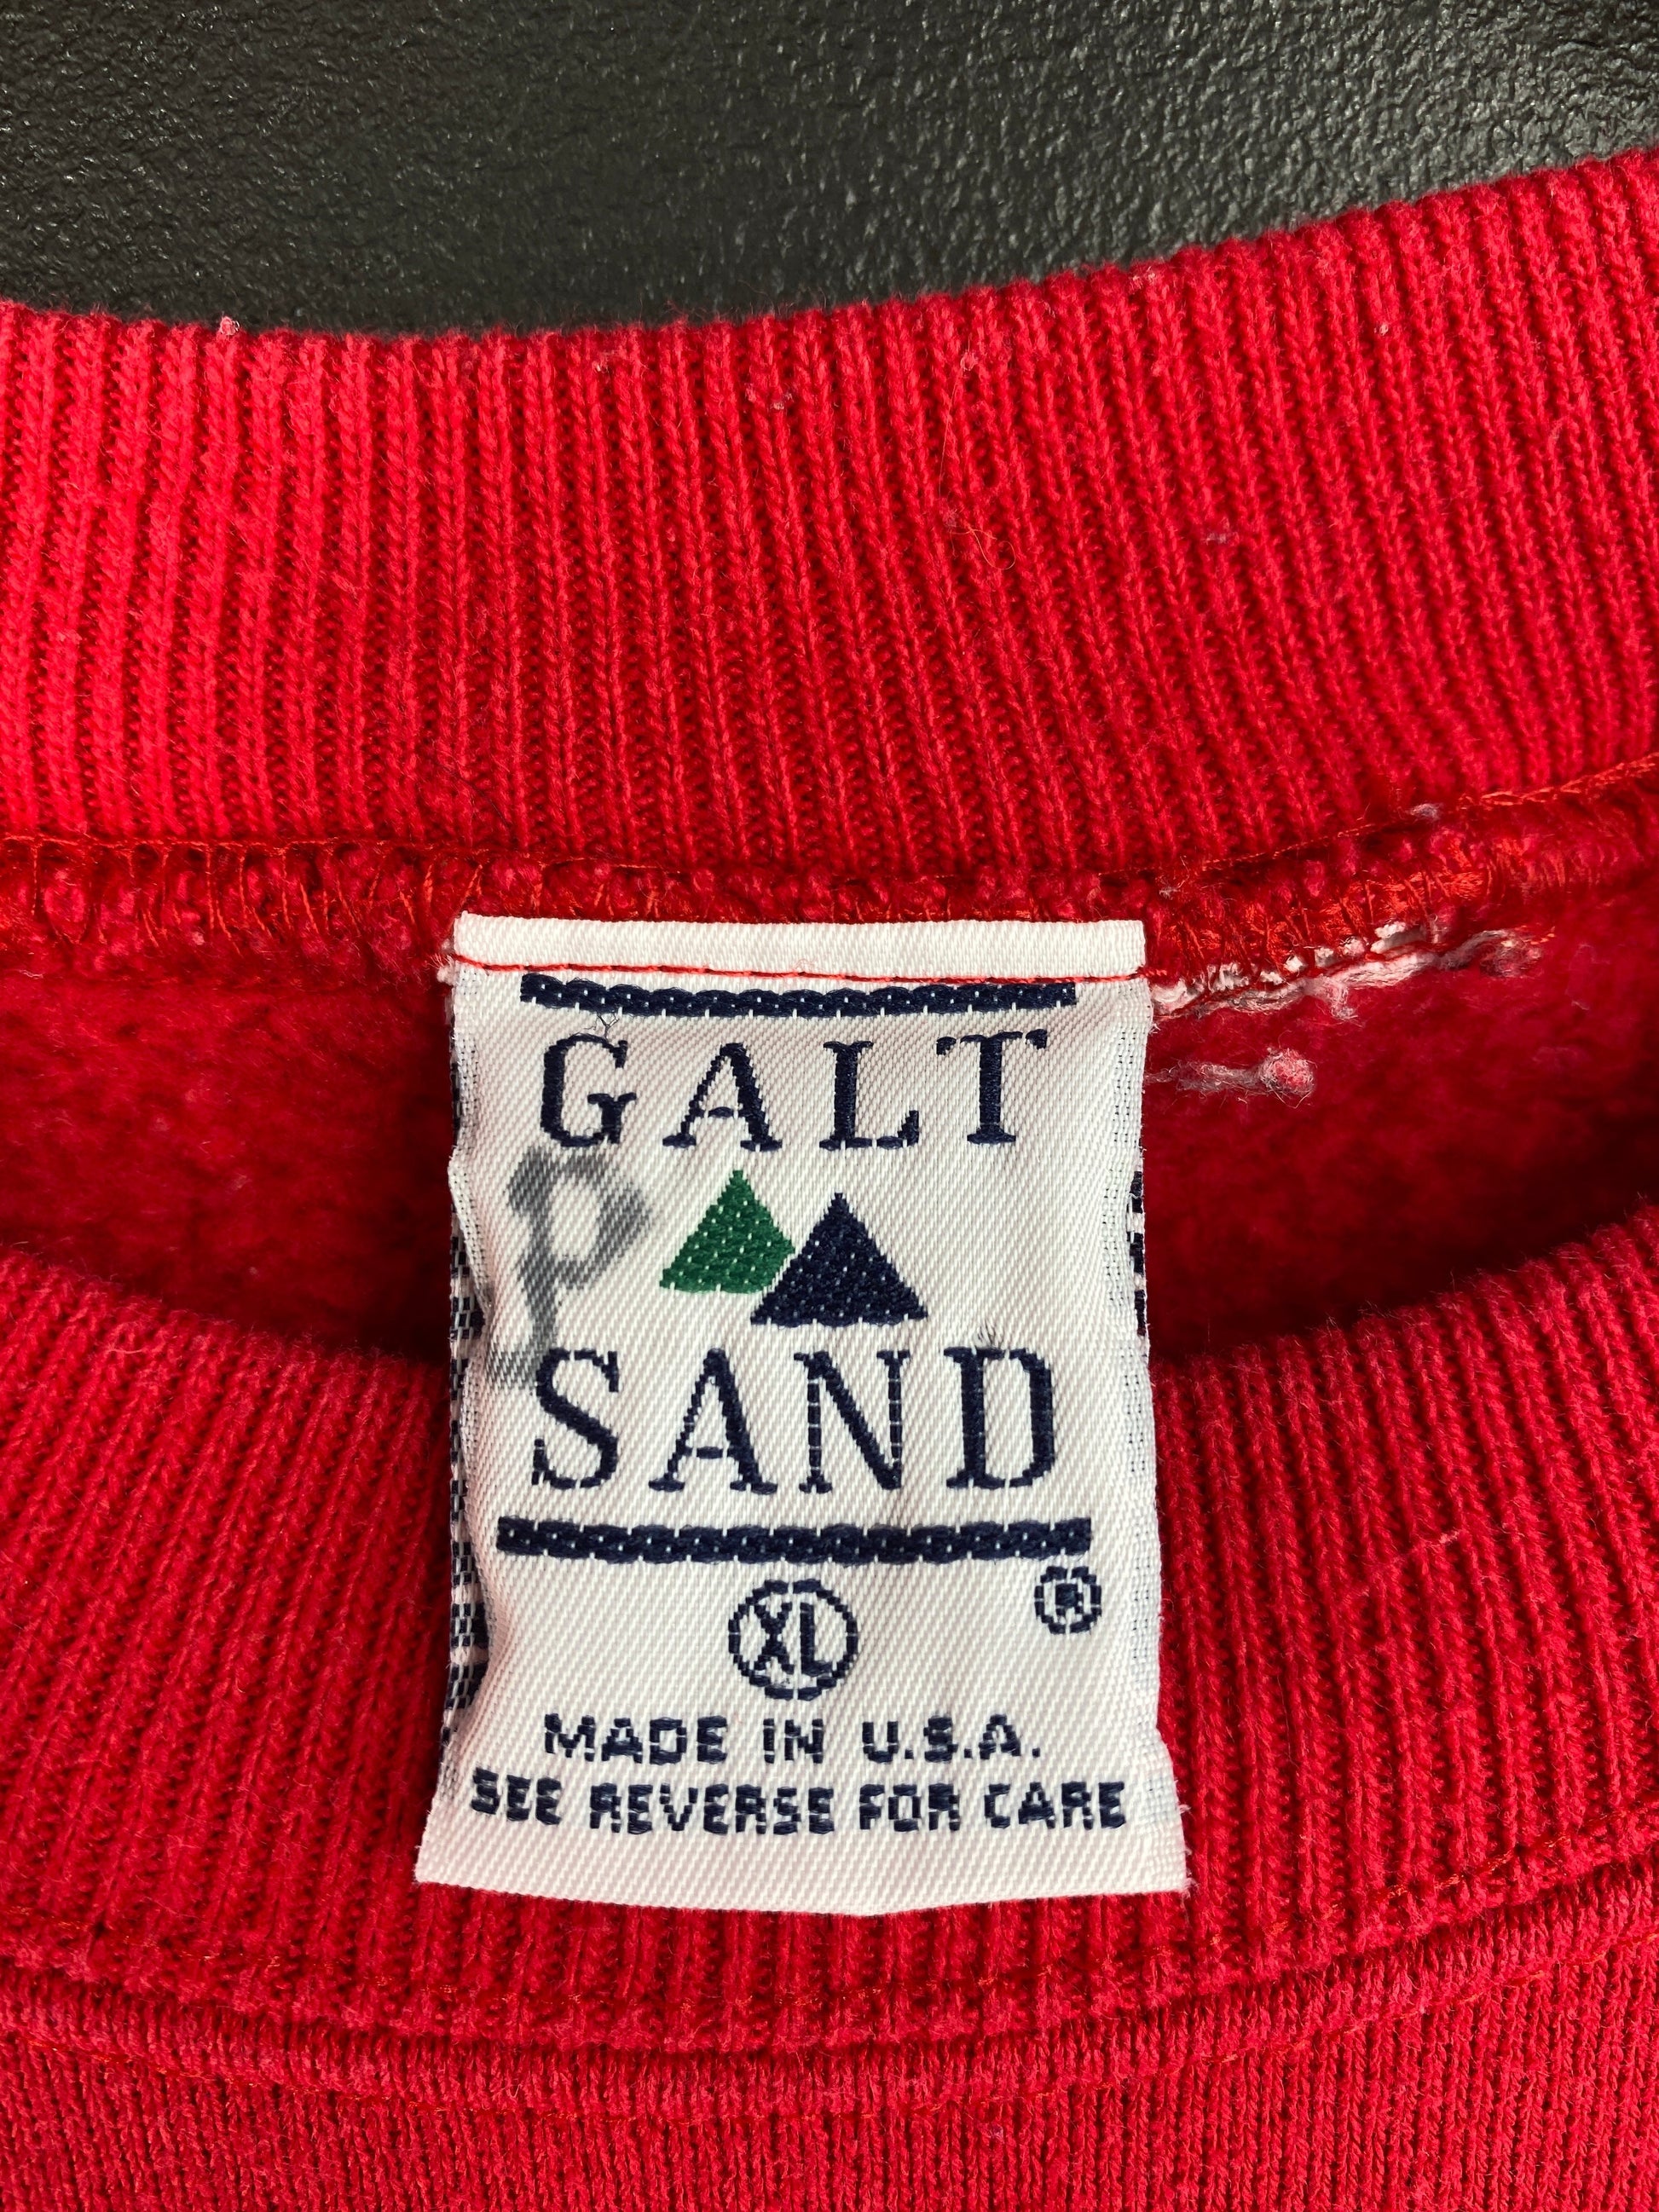 GALT
P
SAND
®
XL
MADE IN U.S.A.
SEE REVERSE FOR CARE